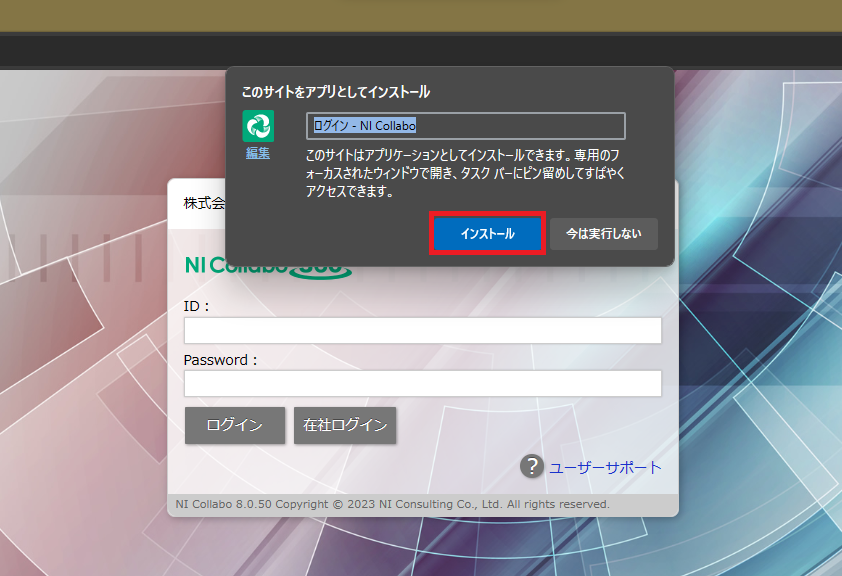 このサイトをアプリとしてインストール
ログイン - NI Collabo
編集
このサイトはアプリケーションとしてインストールできます。専用のフ
ォーカスされたウィンドウで開き、タスク バーにピン留めしてすばやく
アクセスできます。
インストール
今は実行しない
株式会
NI Collabo 360
ID :
Password :
ログイン
在社ログイン
? ユーザーサポート
NI Collabo 8.0.50 Copyright © 2023 NI Consulting Co., Ltd. All rights reserved.